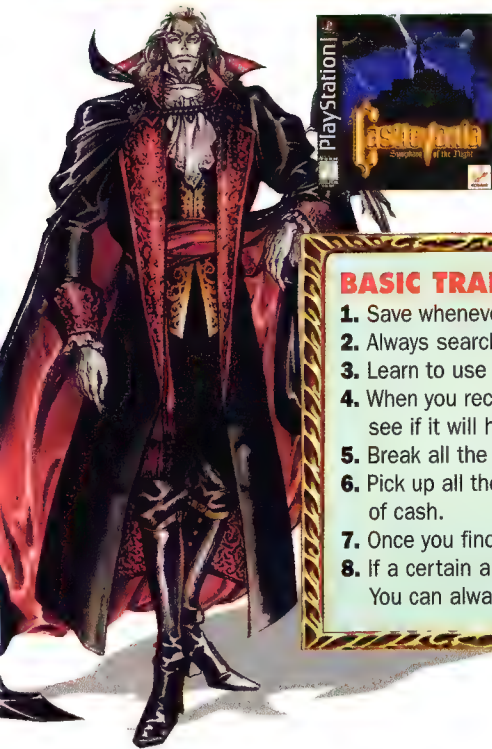 PlayStation
Castlevania
Symphony of the Night
BASIC TRAI
1. Save wheneve
2. Always search
3. Learn to use
4. When you rec
see if it will h
5. Break all the
6. Pick up all the
of cash.
7. Once you find
8. If a certain a
You can alwa